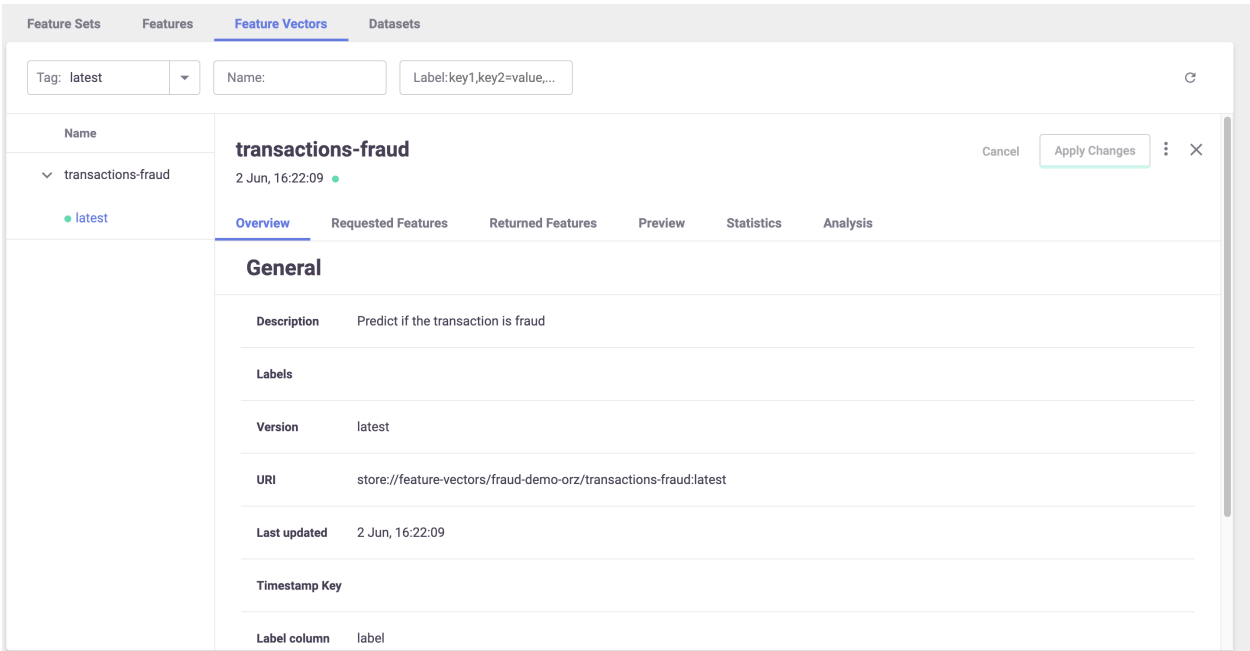 Feature Sets Features Feature Vectors Datasets
Tag: latest Name: Label:key1,key2=value,...
Name
transactions-fraud
latest
transactions-fraud
Cancel Apply Changes
2 Jun, 16:22:09
Overview Requested Features Returned Features Preview Statistics Analysis
General
Description Predict if the transaction is fraud
Labels
Version latest
URI store://feature-vectors/fraud-demo-orz/transactions-fraud:latest
Last updated 2 Jun, 16:22:09
Timestamp Key
Label column label